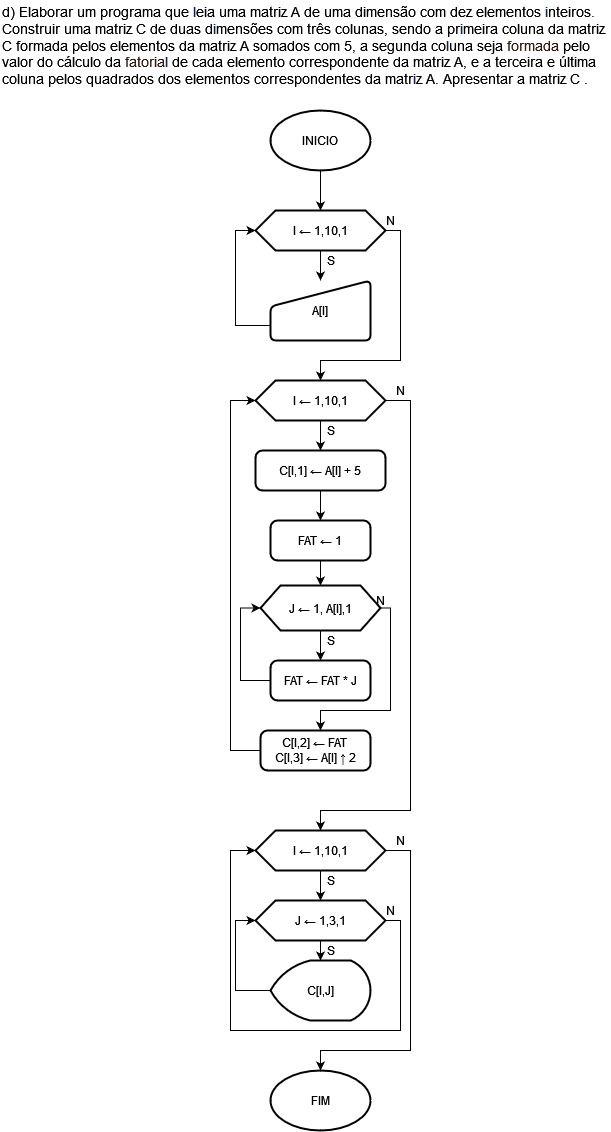 d) Elaborar um programa que leia uma matriz A de uma dimensão com dez elementos inteiros.
Construir uma matriz C de duas dimensões com três colunas, sendo a primeira coluna da matriz
C formada pelos elementos da matriz A somados com 5, a segunda coluna seja formada pelo
valor do cálculo da fatorial de cada elemento correspondente da matriz A, e a terceira e última
coluna pelos quadrados dos elementos correspondentes da matriz A. Apresentar a matriz C .
INICIO
I ← 1,10,1
N
S
A[I]
I ← 1,10,1
N
S
C[I,1] ← A[I] + 5
FAT ← 1
J ← 1, A[I],1
N
S
FAT ← FAT * J
C[I,2] ← FAT
C[I,3] ← A[I] ↑ 2
I ← 1,10,1
N
S
J ← 1,3,1
N
S
C[I,J]
FIM